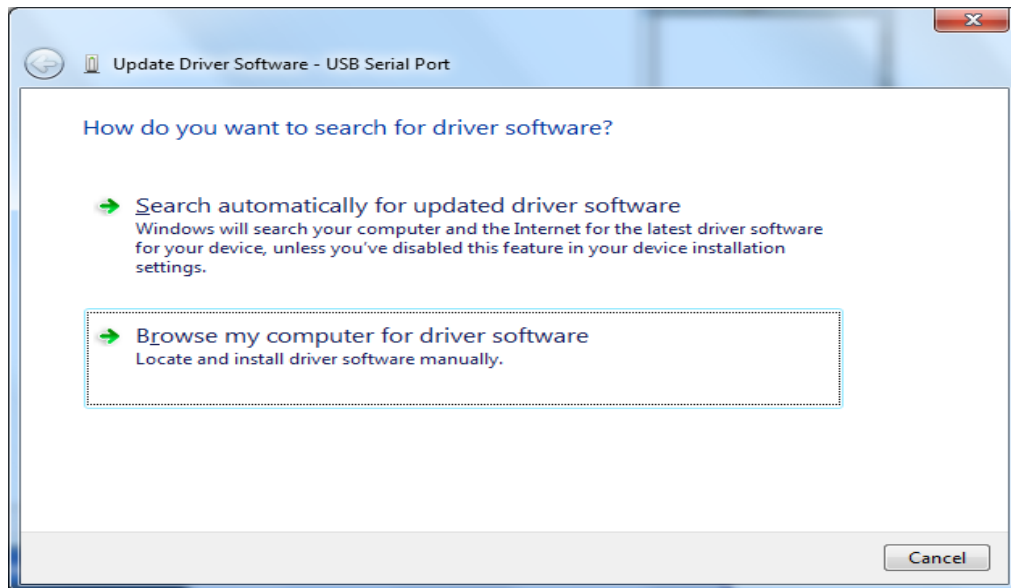 Update Driver Software - USB Serial Port
How do you want to search for driver software?
Search automatically for updated driver software
Windows will search your computer and the Internet for the latest driver software
for your device, unless you've disabled this feature in your device installation
settings.
Browse my computer for driver software
Locate and install driver software manually.
Cancel